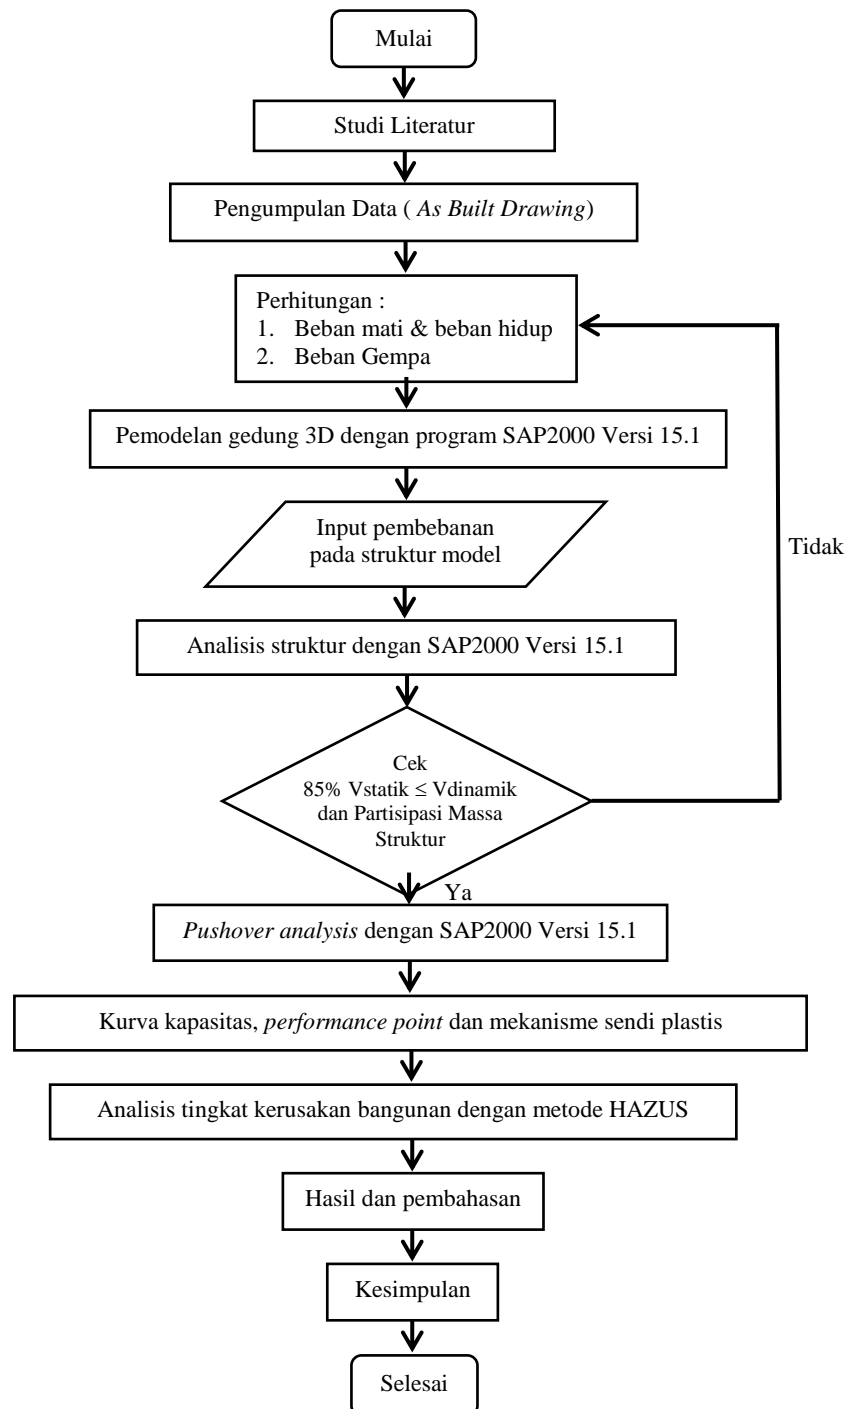 Mulai
Studi Literatur
Pengumpulan Data ( As Built Drawing)
Perhitungan :
1. Beban mati & beban hidup
2. Beban Gempa
Pemodelan gedung 3D dengan program SAP2000 Versi 15.1
Input pembebanan
pada struktur model
Tidak
Analisis struktur dengan SAP2000 Versi 15.1
Cek
85% Vstatik ≤ Vdinamik
dan Partisipasi Massa
Struktur
Ya
Pushover analysis dengan SAP2000 Versi 15.1
Kurva kapasitas, performance point dan mekanisme sendi plastis
Analisis tingkat kerusakan bangunan dengan metode HAZUS
Hasil dan pembahasan
Kesimpulan
Selesai